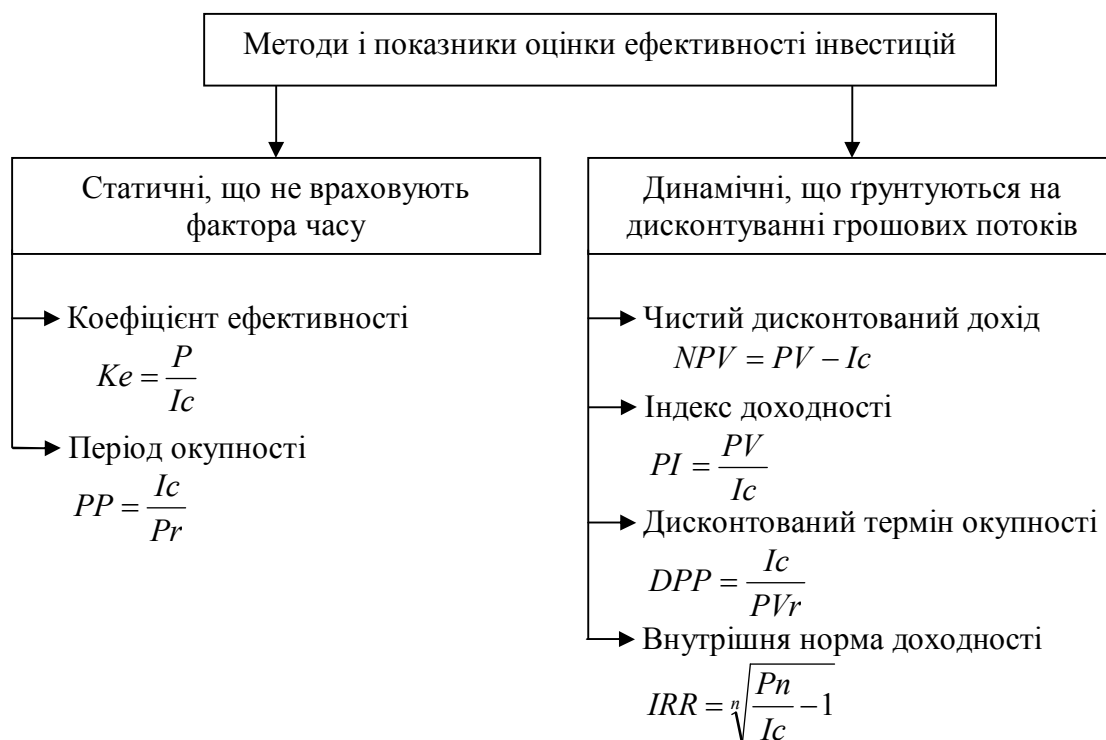 Методи і показники оцінки ефективності інвестицій
Статичні, що не враховують
фактора часу
Коефіцієнт ефективності
Ke = P / Ic
Період окупності
PP = Ic / Pr
Динамічні, що ґрунтуються на
дисконтуванні грошових потоків
Чистий дисконтований дохід
NPV = PV − Ic
Індекс доходності
PI = PV / Ic
Дисконтований термін окупності
DPP = Ic / PVr
Внутрішня норма доходності
IRR = ⁿ√(Pn / Ic − 1)